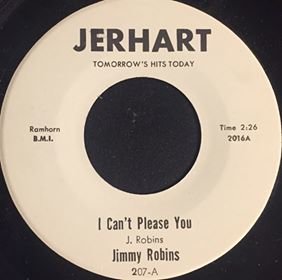 JERHART
TOMORROW'S HITS TODAY
Ramhorn
B.M.I.
Time 2:26
2016A
I Can't Please You
J. Robins
Jimmy Robins
207-A